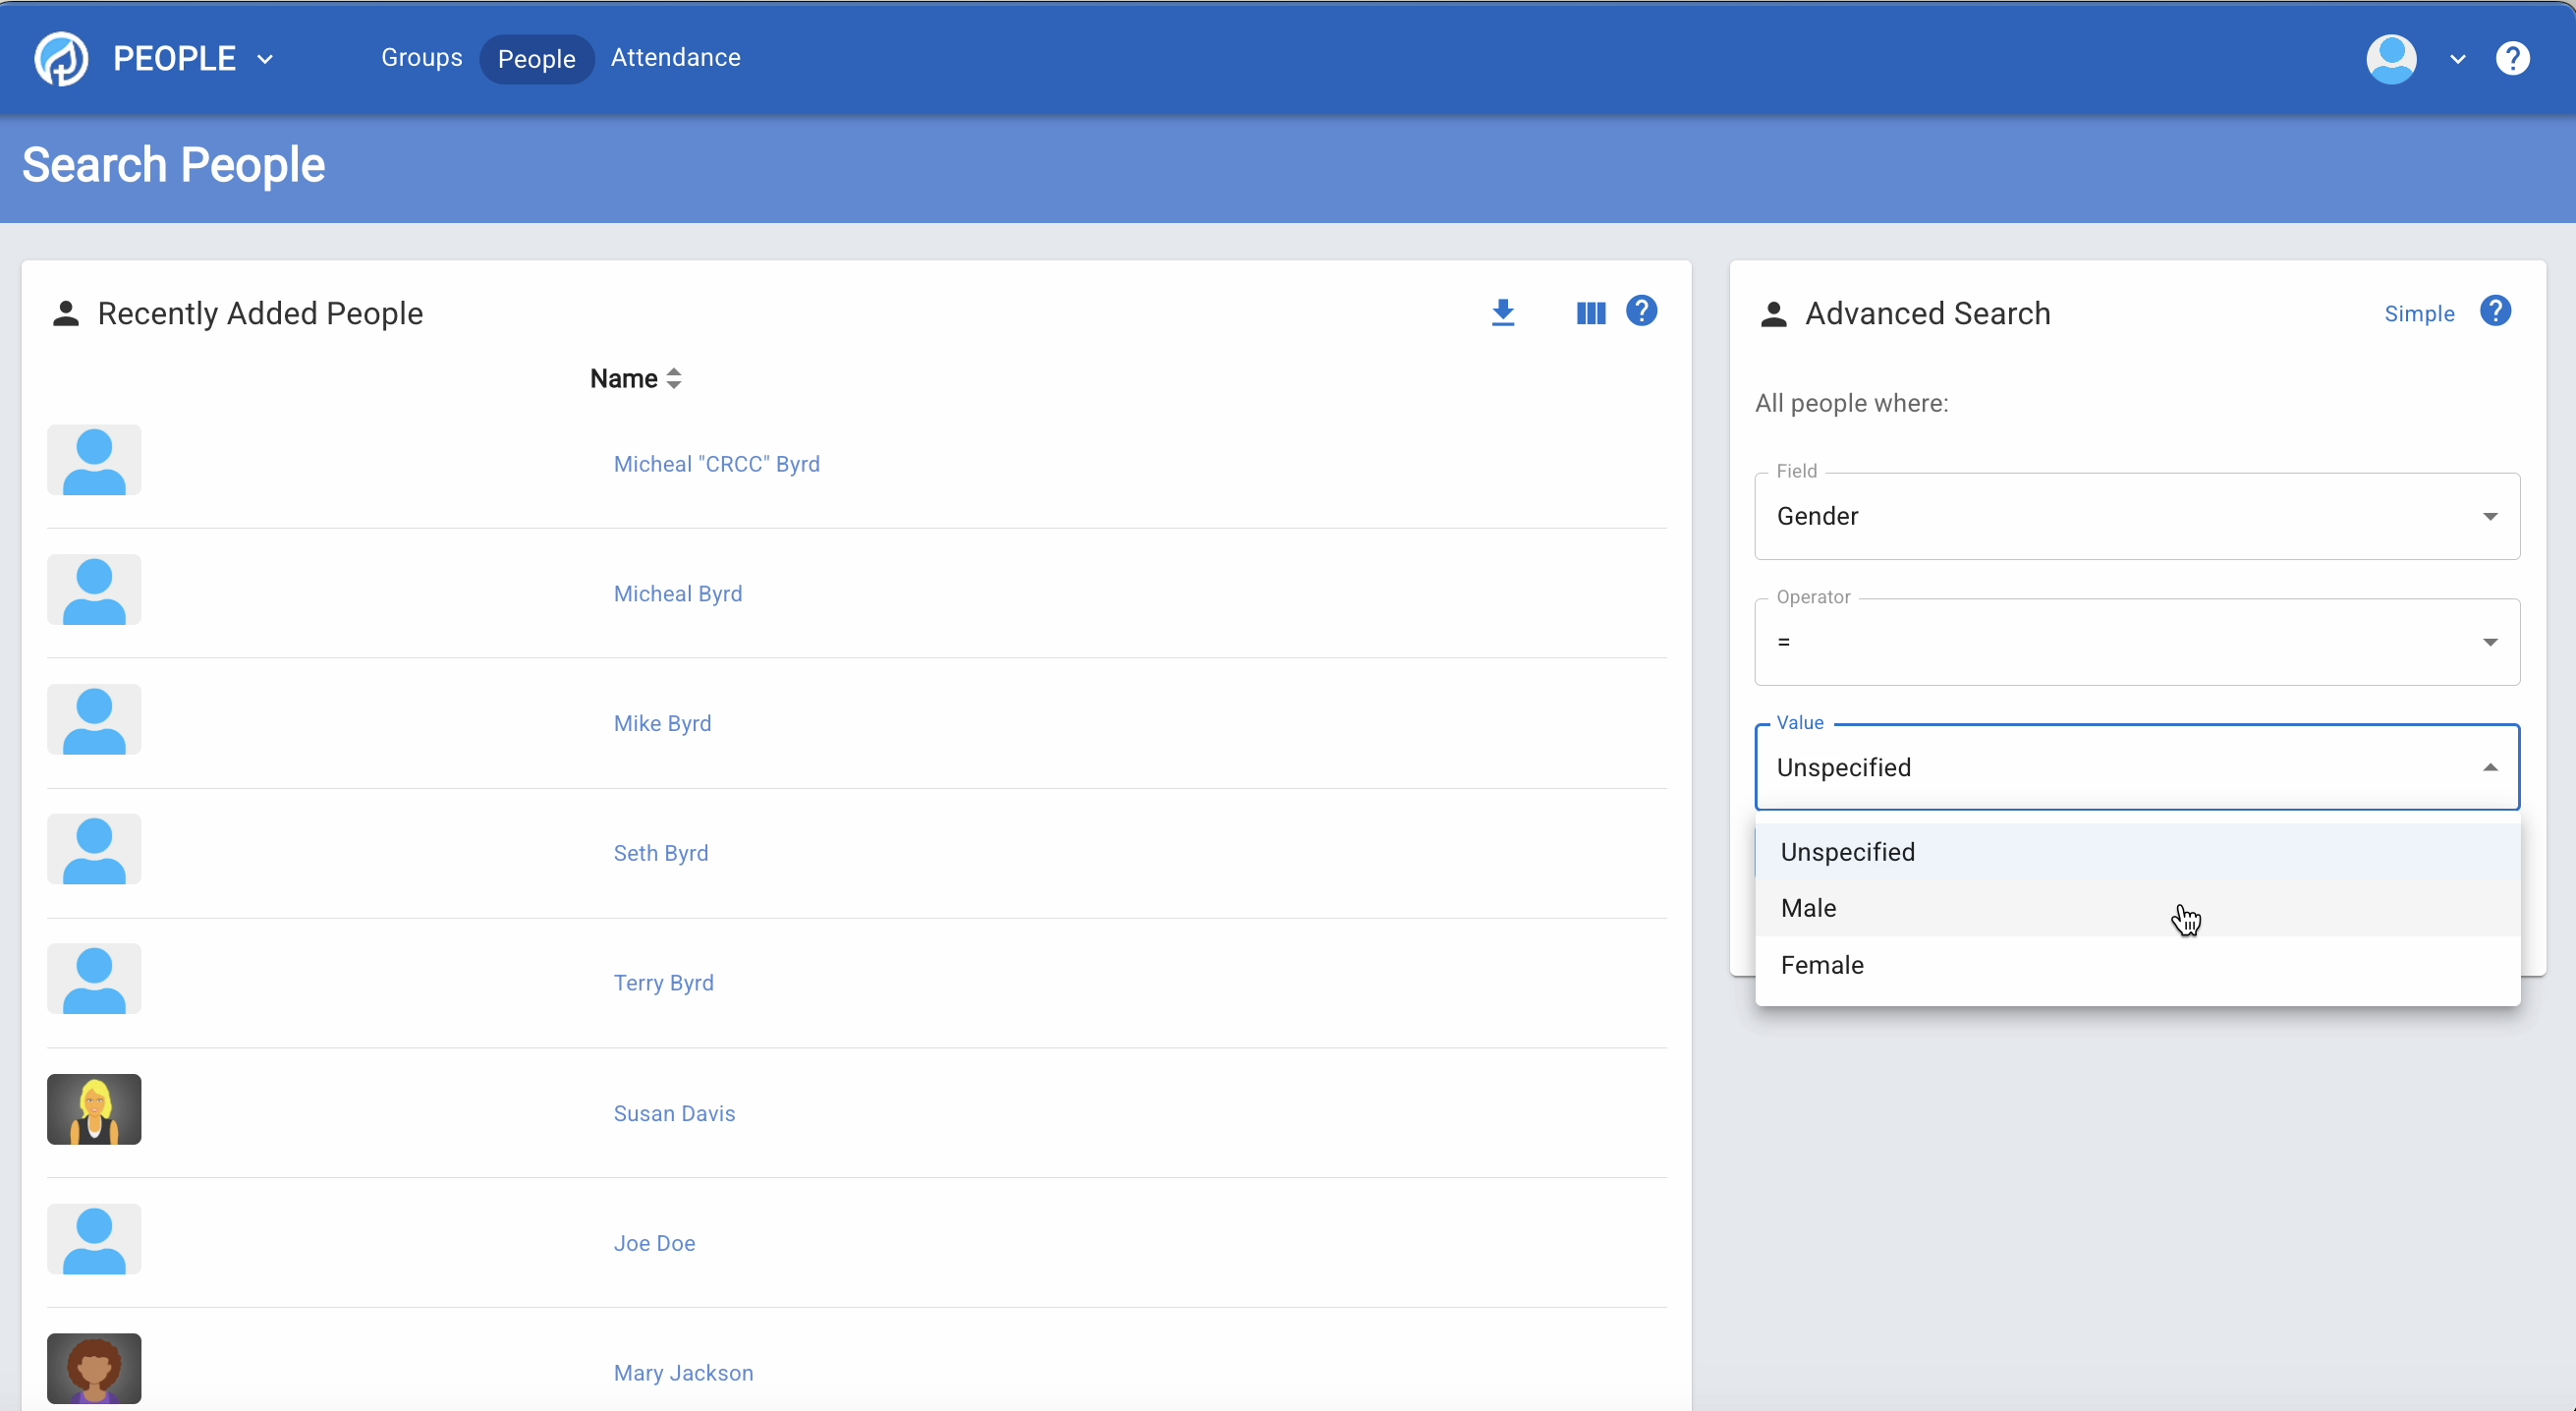 PEOPLE Groups People Attendance
Search People
Recently Added People
Name
Micheal "CRCC" Byrd
Micheal Byrd
Mike Byrd
Seth Byrd
Terry Byrd
Susan Davis
Joe Doe
Mary Jackson
Advanced Search Simple
All people where:
Field
Gender
Operator
=
Value
Unspecified
Unspecified
Male
Female